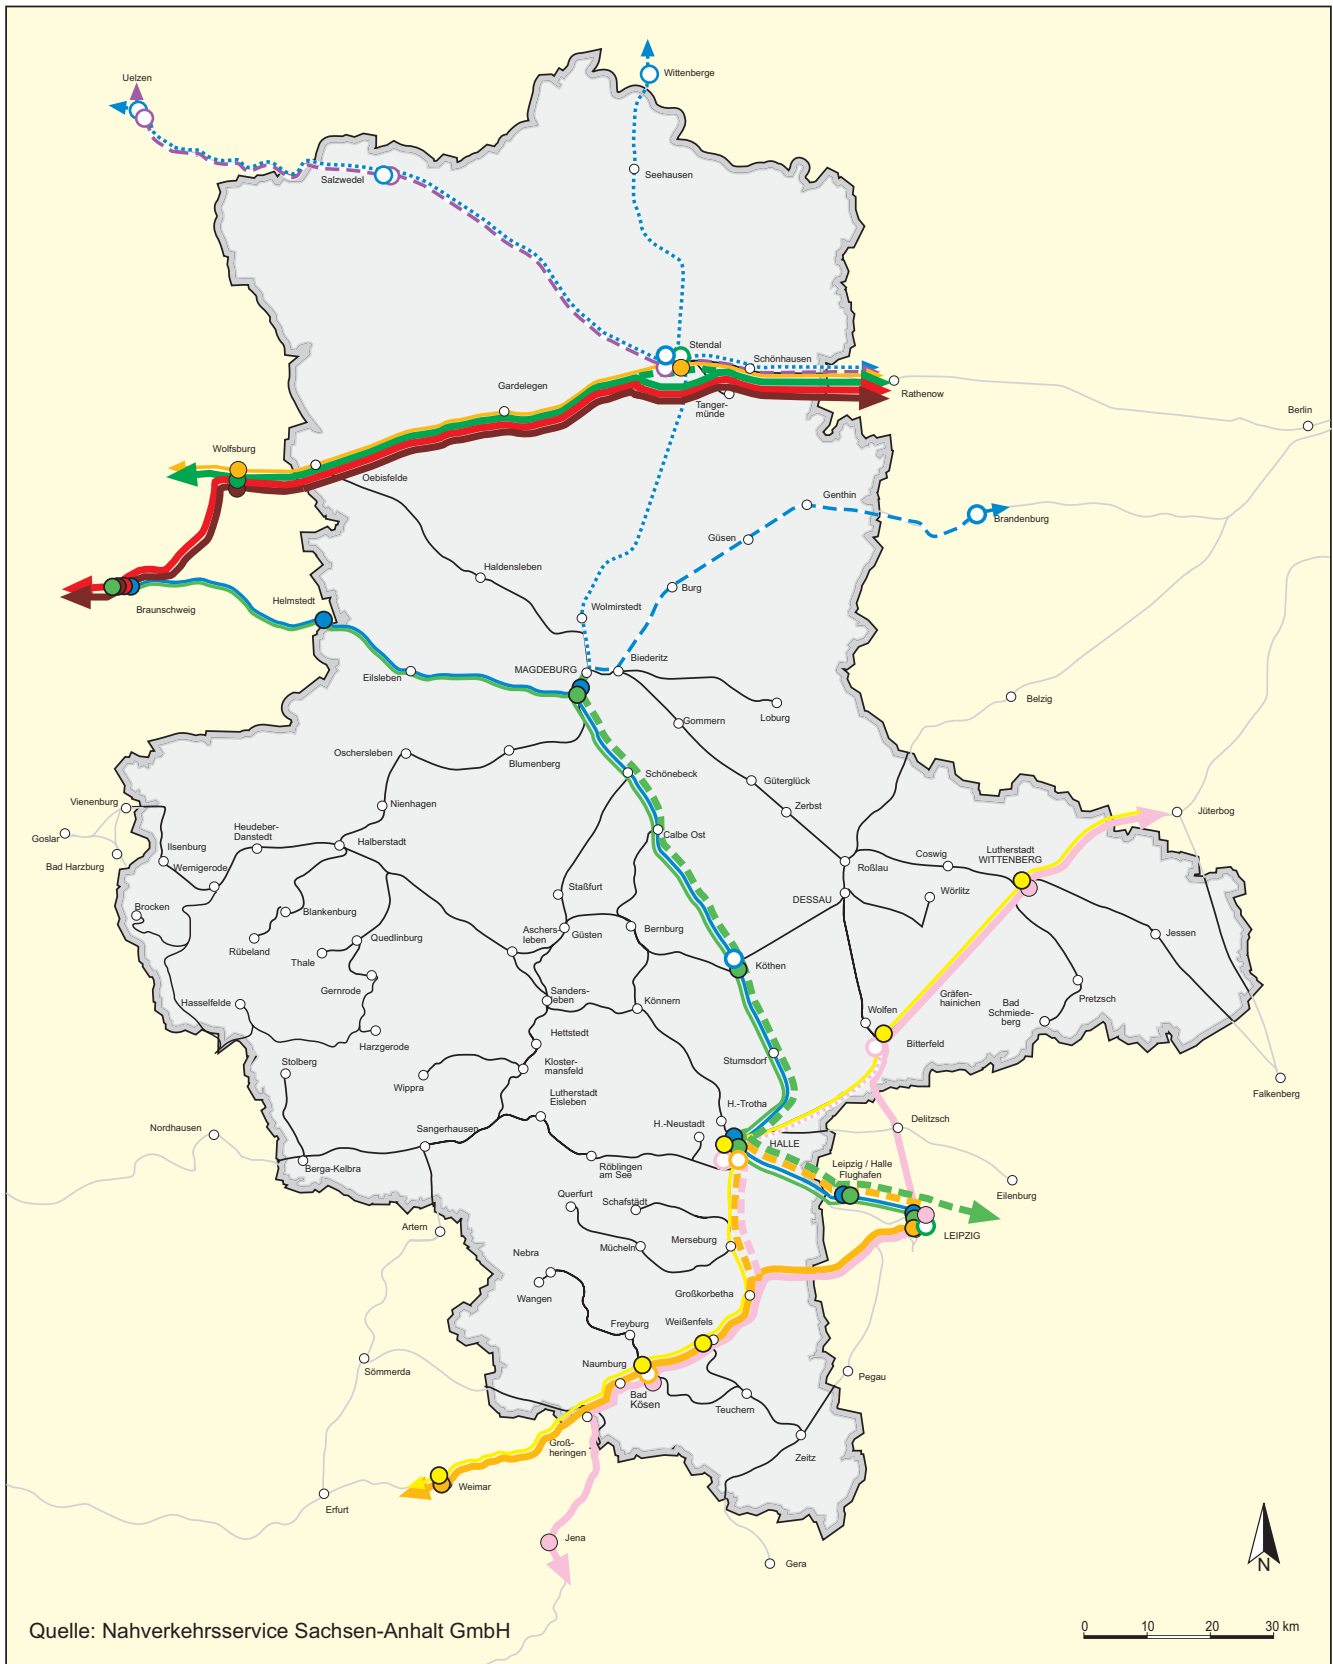 Uelzen
Wittenberge
Salzwedel
Seehausen
Stendal
Schönhausen
Gardelegen
Tanger-
münde
Rathenow
Berlin
Wolfsburg
Oebisfelde
Genthin
Brandenburg
Güsen
Haldensleben
Burg
Braunschweig
Helmstedt
Wolmirstedt
Eilsleben
MAGDEBURG
Biederitz
Loburg
Belzig
Gommern
Oschersleben
Blumenberg
Schönebeck
Güterglück
Zerbst
Vienenburg
Nienhagen
Jüterbog
Goslar
Heudeber-
Danstedt
Halberstadt
Calbe Ost
Ilsenburg
Bad Harzburg
Wernigerode
Roßlau
Coswig
Lutherstadt
WITTENBERG
Staßfurt
DESSAU
Wörlitz
Brocken
Blankenburg
Rübeland
Quedlinburg
Aschers-
leben
Güsten
Bernburg
Jessen
Thale
Köthen
Gernrode
Hasselfelde
Sanders-
leben
Könnern
Gräfen-
hainichen
Pretzsch
Bad
Schmiede-
berg
Wolfen
Bitterfeld
Harzgerode
Hettstedt
Stolberg
Kloster-
mansfeld
Wippra
Stumsdorf
Falkenberg
Lutherstadt
Eisleben
H.-Trotha
H.-Neustadt
Delitzsch
Nordhausen
Sangerhausen
HALLE
Berga-Kelbra
Röblingen
am See
Leipzig / Halle
Flughafen
Eilenburg
Querfurt
Schafstädt
Artern
LEIPZIG
Nebra
Mücheln
Merseburg
Wangen
Großkorbetha
Freyburg
Weißenfels
Naumburg
Sömmerda
Pegau
Bad
Kösen
Teuchern
Groß-
heringen
Zeitz
Weimar
Erfurt
Jena
Gera
N
Quelle: Nahverkehrsservice Sachsen-Anhalt GmbH
0 10 20 30 km